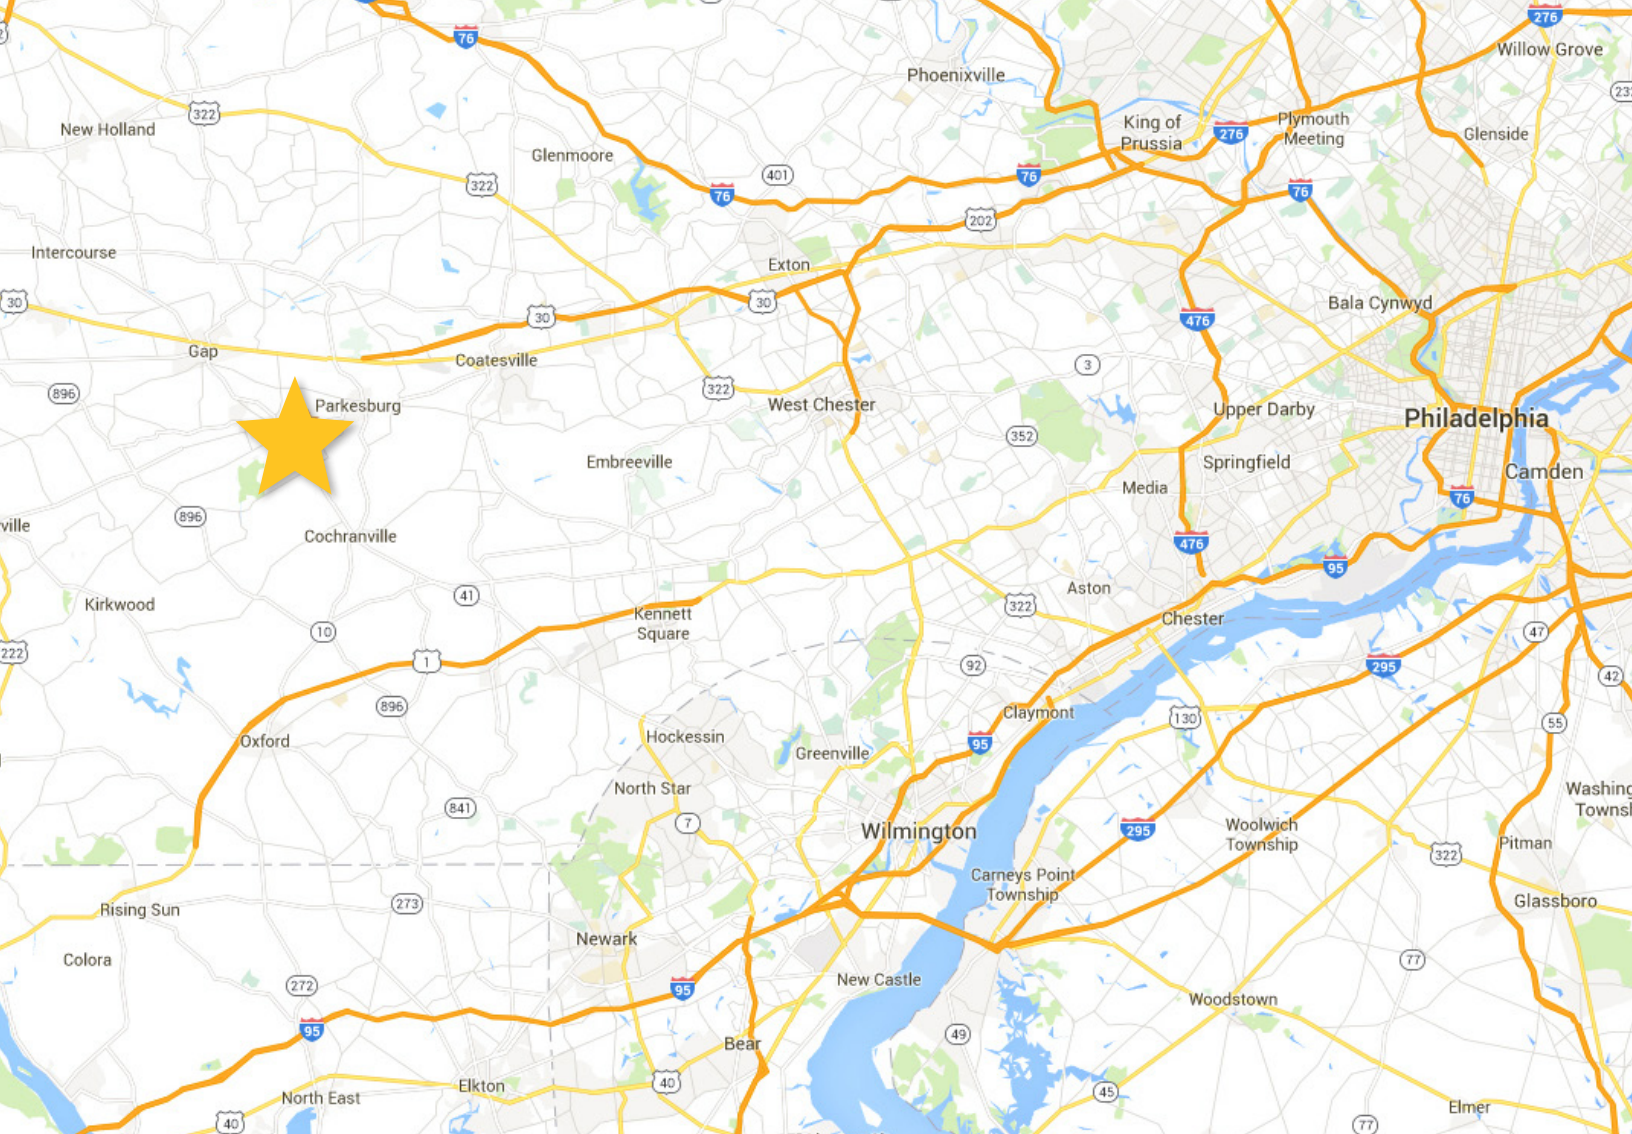 76
276
Willow Grove
Phoenixville
322
New Holland
King of
Prussia
276
Plymouth
Meeting
Glenside
Glenmoore
401
76
322
76
76
202
Intercourse
Exton
30
30
30
Bala Cynwyd
476
Gap
Coatesville
3
896
322
Parkesburg
West Chester
Upper Darby
Philadelphia
352
Embreeville
Springfield
Camden
Media
76
896
ville
Cochranville
476
95
Aston
41
Kirkwood
322
Kennett
Square
Chester
10
47
222
1
92
295
42
896
Claymont
130
55
Oxford
Hockessin
95
Greenville
North Star
Washing
Towns
841
7
Wilmington
295
Woolwich
Township
Pitman
322
Carneys Point
Township
273
Rising Sun
Glassboro
Newark
Colora
77
272
95
New Castle
Woodstown
95
49
Bear
40
Elkton
45
North East
Elmer
40
77